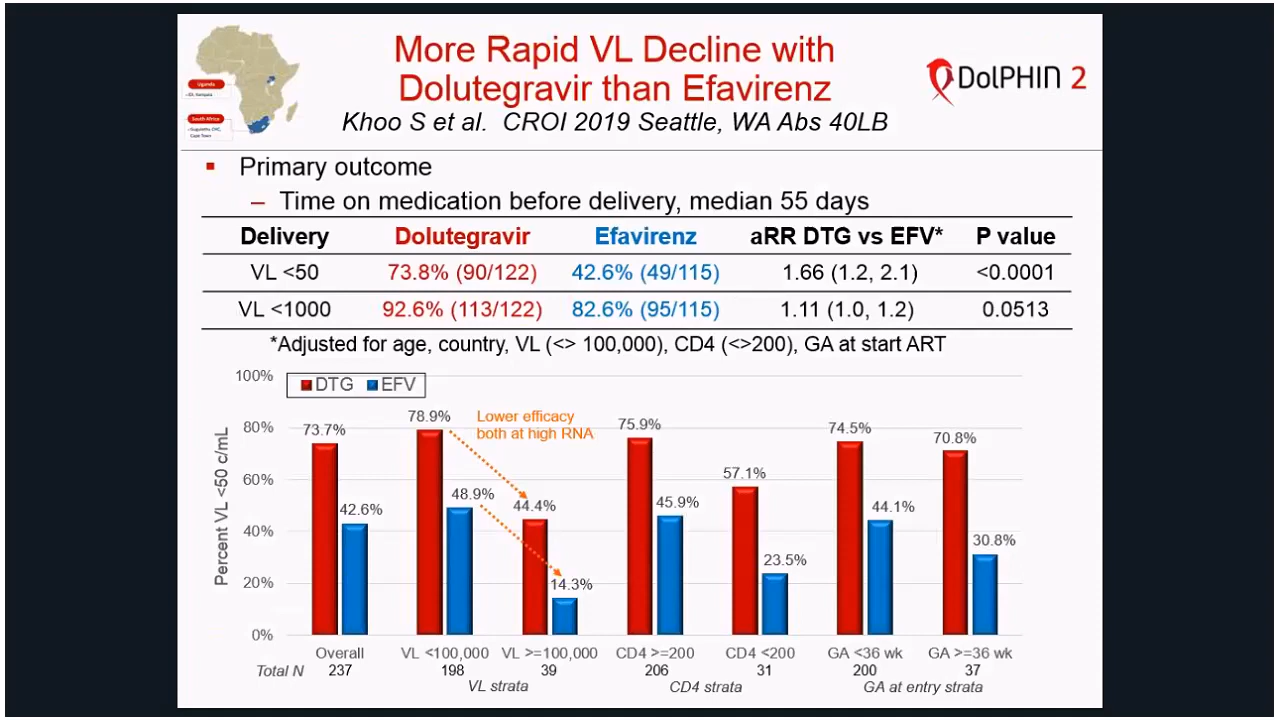 More Rapid VL Decline with
Dolutegravir than Efavirenz
Khoo S et al. CROI 2019 Seattle, WA Abs 40LB
Uganda
South Africa
Gugulethu CHC,
Cape Town
DolPHIN 2
Primary outcome
– Time on medication before delivery, median 55 days
Delivery Dolutegravir Efavirenz aRR DTG vs EFV* P value
VL <50 73.8% (90/122) 42.6% (49/115) 1.66 (1.2, 2.1) <0.0001
VL <1000 92.6% (113/122) 82.6% (95/115) 1.11 (1.0, 1.2) 0.0513
*Adjusted for age, country, VL (<> 100,000), CD4 (<>200), GA at start ART
Percent VL <50 c/mL
100%
80%
60%
40%
20%
0%
DTG EFV
Lower efficacy
both at high RNA
73.7% 42.6%
78.9% 48.9%
44.4% 14.3%
75.9% 45.9%
57.1% 23.5%
74.5% 44.1%
70.8% 30.8%
Overall VL <100,000 VL >=100,000 CD4 >=200 CD4 <200 GA <36 wk GA >=36 wk
Total N 237 198 39 206 31 200 37
VL strata CD4 strata GA at entry strata